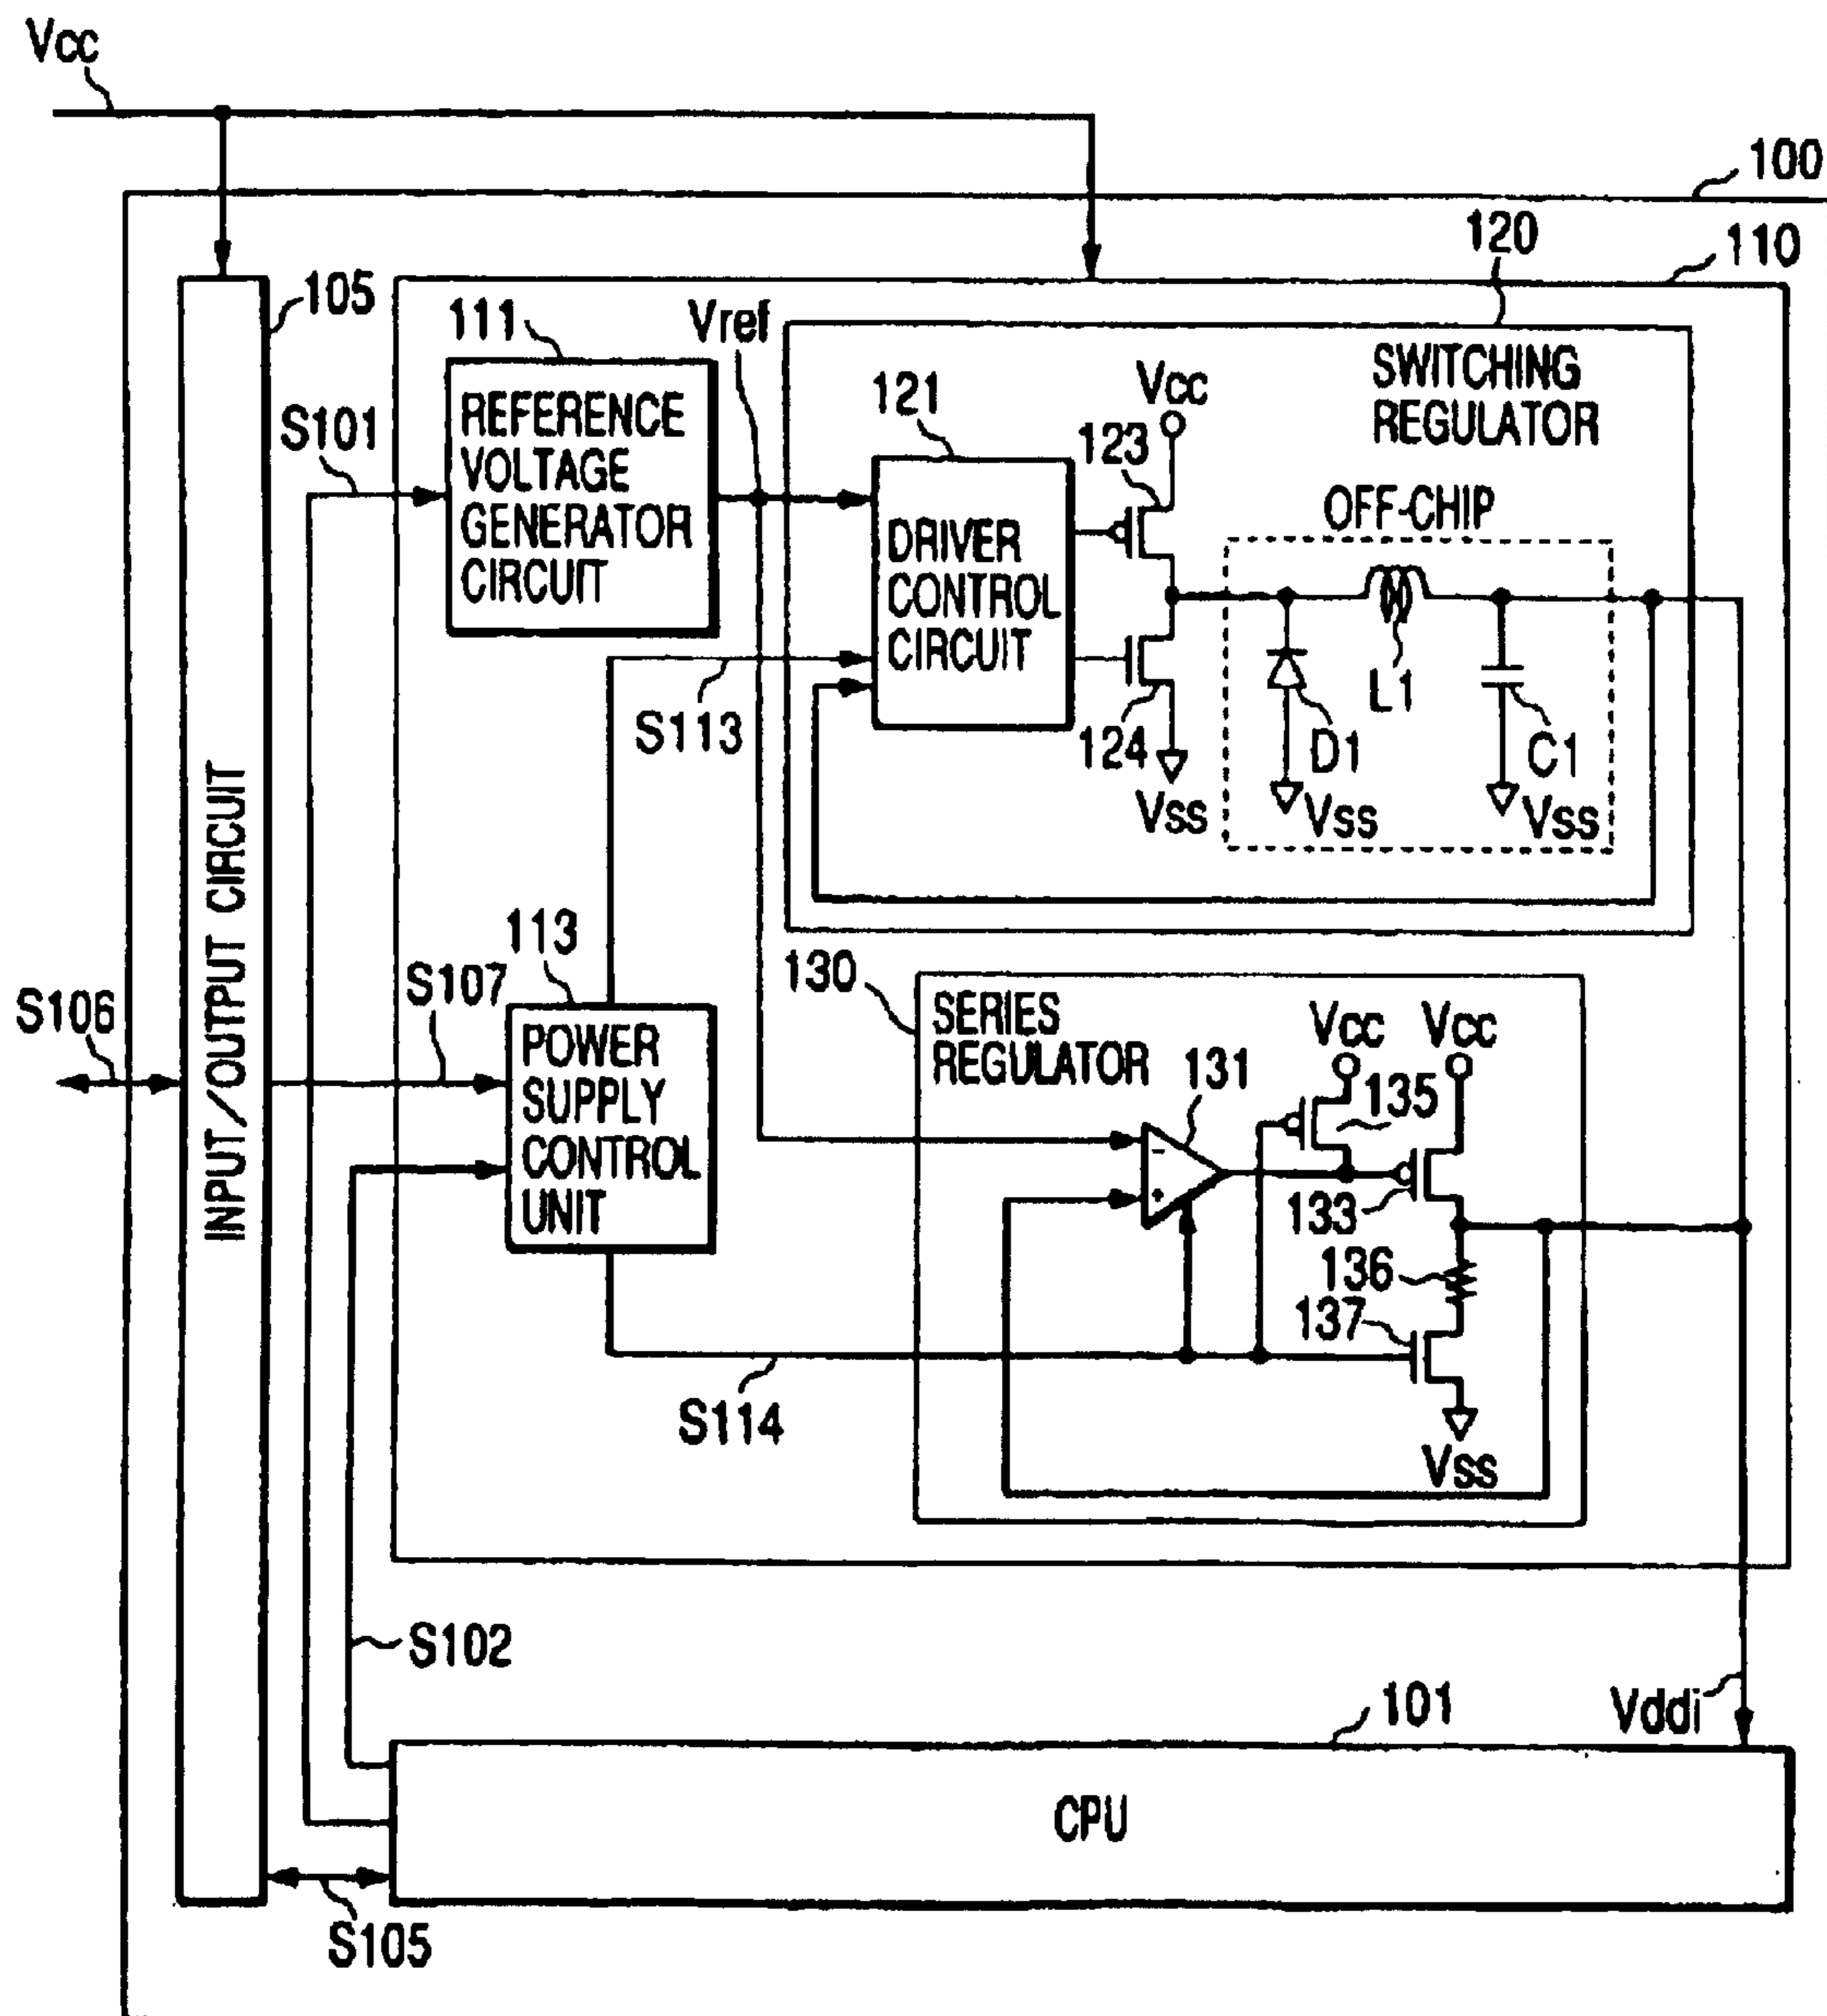 Vcc
100
120
110
105
111
Vref
SWITCHING
REGULATOR
S101
REFERENCE
VOLTAGE
GENERATOR
CIRCUIT
121
Vcc
123
OFF-CHIP
DRIVER
CONTROL
CIRCUIT
S113
124
Vss
D1
Vss
L1
C1
Vss
INPUT/OUTPUT CIRCUIT
113
S107
S106
POWER
SUPPLY
CONTROL
UNIT
130
SERIES
REGULATOR
131
-
+
Vcc
Vcc
135
133
136
137
Vss
S114
S102
101
Vddi
CPU
S105